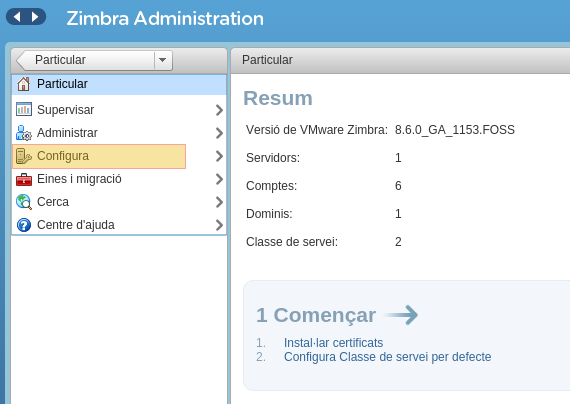 Zimbra Administration
Particular
Particular
Supervisar
Administrar
Configura
Eines i migració
Cerca
Centre d'ajuda
Particular
Resum
Versió de VMware Zimbra: 8.6.0_GA_1153.FOSS
Servidors: 1
Comptes: 6
Dominis: 1
Classe de servei: 2
1 Començar
1. Instal·lar certificats
2. Configura Classe de servei per defecte